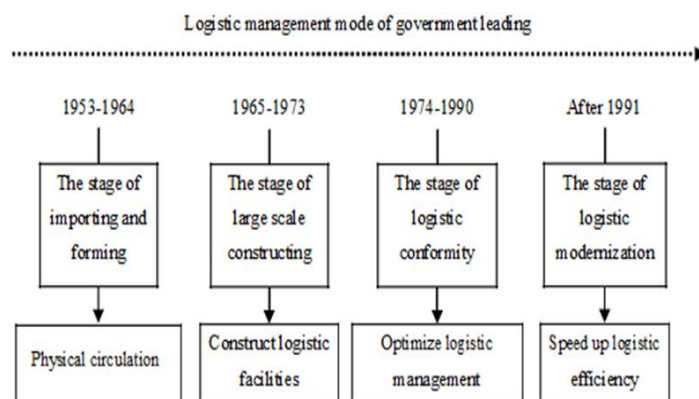 Logistic management mode of government leading
1953-1964
1965-1973
1974-1990
After 1991
The stage of
importing and
forming
The stage of
large scale
constructing
The stage of
logistic
conformity
The stage of
logistic
modernization
Physical circulation
Construct logistic
facilities
Optimize logistic
management
Speed up logistic
efficiency